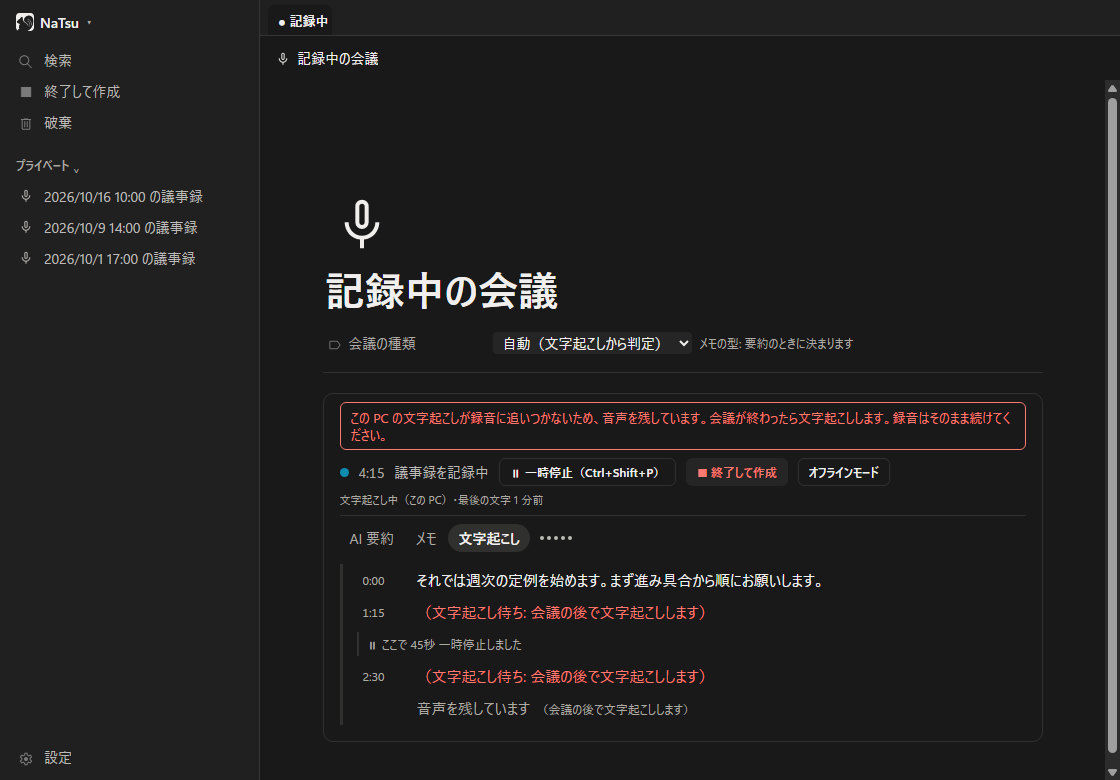 NaTsu
検索
終了して作成
破棄
プライベート
2026/10/16 10:00 の議事録
2026/10/9 14:00 の議事録
2026/10/1 17:00 の議事録
設定
● 記録中
記録中の会議
記録中の会議
会議の種類
自動（文字起こしから判定）
メモの型: 要約のときに決まります
この PC の文字起こしが録音に追いつかないため、音声を残しています。会議が終わったら文字起こしします。録音はそのまま続けてく
ださい。
4:15 議事録を記録中
一時停止（Ctrl+Shift+P）
終了して作成
オフラインモード
文字起こし中（この PC）・最後の文字 1 分前
AI 要約
メモ
文字起こし
•••••
0:00 それでは週次の定例を始めます。まず進み具合から順にお願いします。
1:15 （文字起こし待ち: 会議の後で文字起こしします）
ここで 45秒 一時停止しました
2:30 （文字起こし待ち: 会議の後で文字起こしします）
音声を残しています （会議の後で文字起こしします）